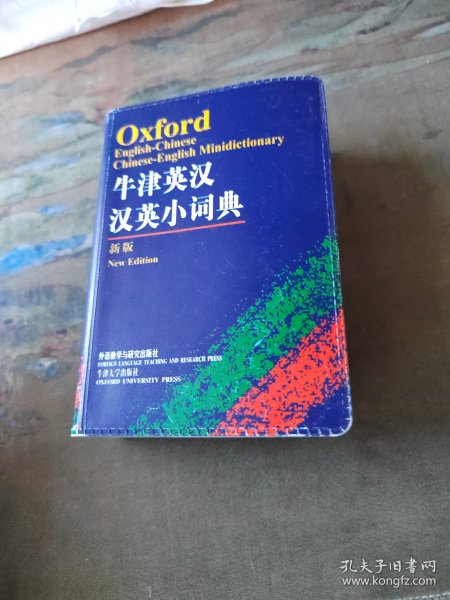 Oxford
English-Chinese
Chinese-English Minidictionary
牛津英汉
汉英小词典
新版
New Edition
外语教学与研究出版社
FOREIGN LANGUAGE TEACHING AND RESEARCH PRESS
牛津大学出版社
OXFORD UNIVERSITY PRESS
孔夫子旧书网
www.kongfz.com